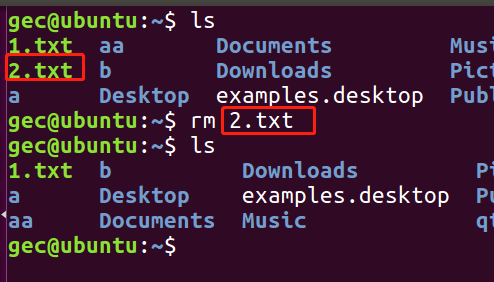 gec@ubuntu:~$ ls
1.txt aa Documents Mus
2.txt b Downloads Pict
a Desktop examples.desktop Publ
gec@ubuntu:~$ rm 2.txt
gec@ubuntu:~$ ls
1.txt b Downloads Pi
a Desktop examples.desktop Pu
aa Documents Music qt
gec@ubuntu:~$